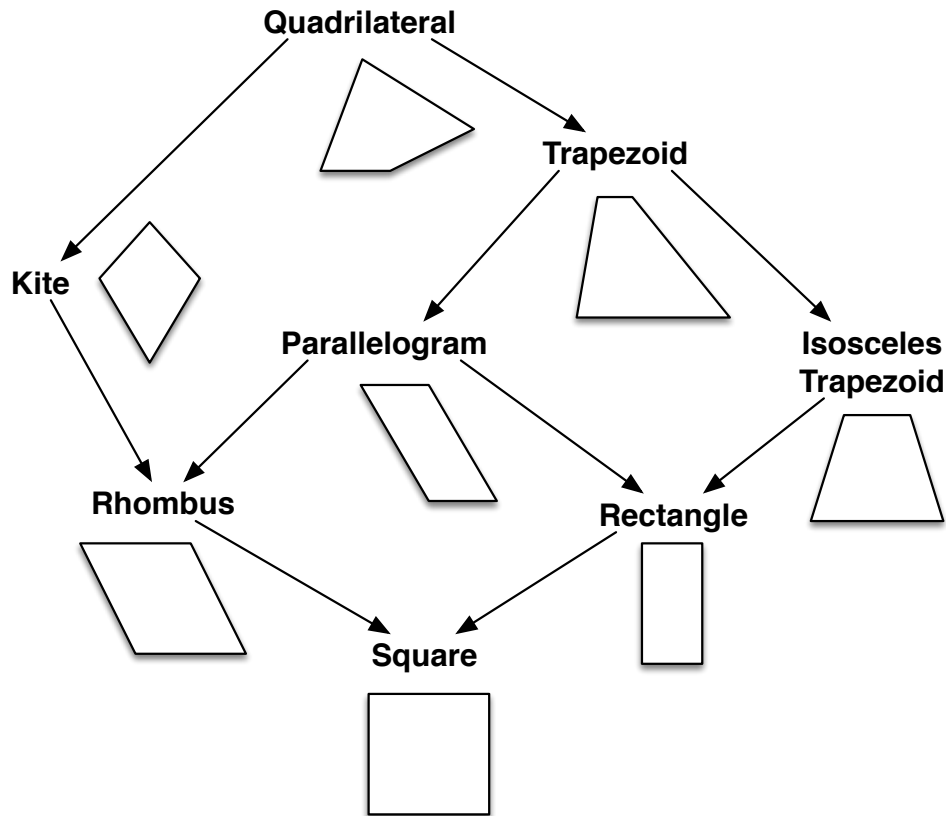 Quadrilateral
Trapezoid
Kite
Parallelogram
Isosceles
Trapezoid
Rhombus
Rectangle
Square